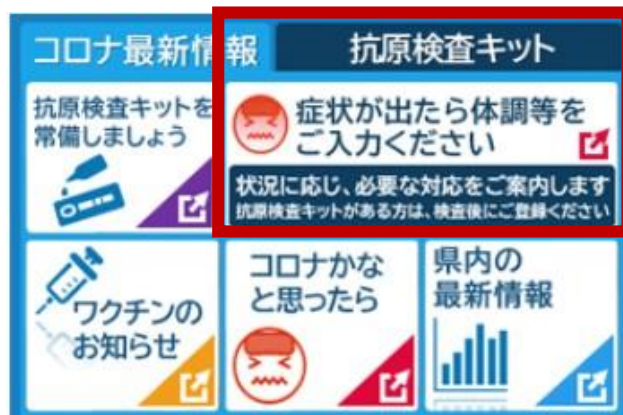 コロナ最新情報
抗原検査キット
抗原検査キットを
常備しましょう
症状が出たら体調等を
ご入力ください
状況に応じ、必要な対応をご案内します
抗原検査キットがある方は、検査後にご登録ください
ワクチンの
お知らせ
コロナかな
と思ったら
県内の
最新情報